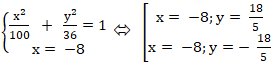 { x²/100 + y²/36 = 1
x = −8
⇔
[ x = −8; y = 18/5
x = −8; y = − 18/5